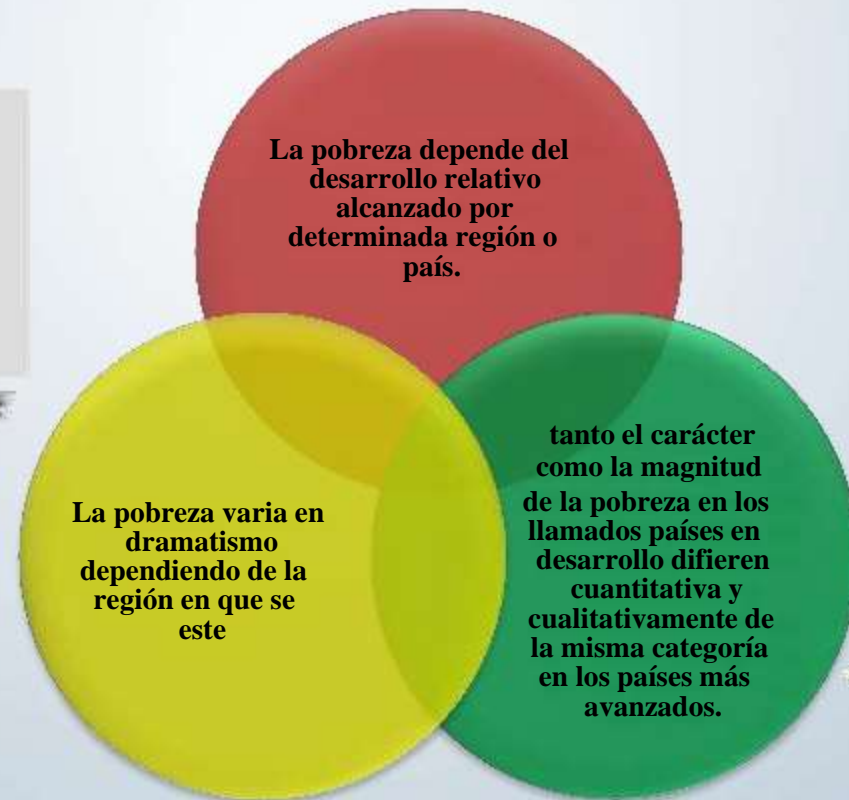 La pobreza depende del
desarrollo relativo
alcanzado por
determinada región o
país.
La pobreza varia en
dramatismo
dependiendo de la
región en que se
este
tanto el carácter
como la magnitud
de la pobreza en los
llamados países en
desarrollo difieren
cuantitativa y
cualitativamente de
la misma categoría
en los países más
avanzados.